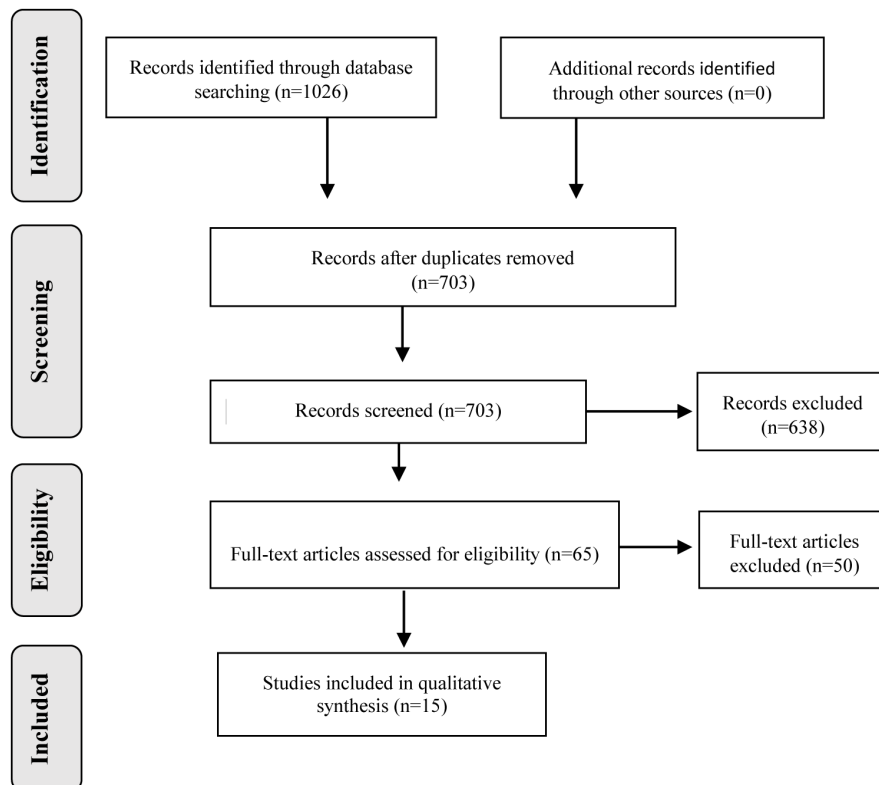 Identification
Records identified through database
searching (n=1026)
Additional records identified
through other sources (n=0)
Screening
Records after duplicates removed
(n=703)
Records screened (n=703)
Records excluded
(n=638)
Eligibility
Full-text articles assessed for eligibility (n=65)
Full-text articles
excluded (n=50)
Included
Studies included in qualitative
synthesis (n=15)